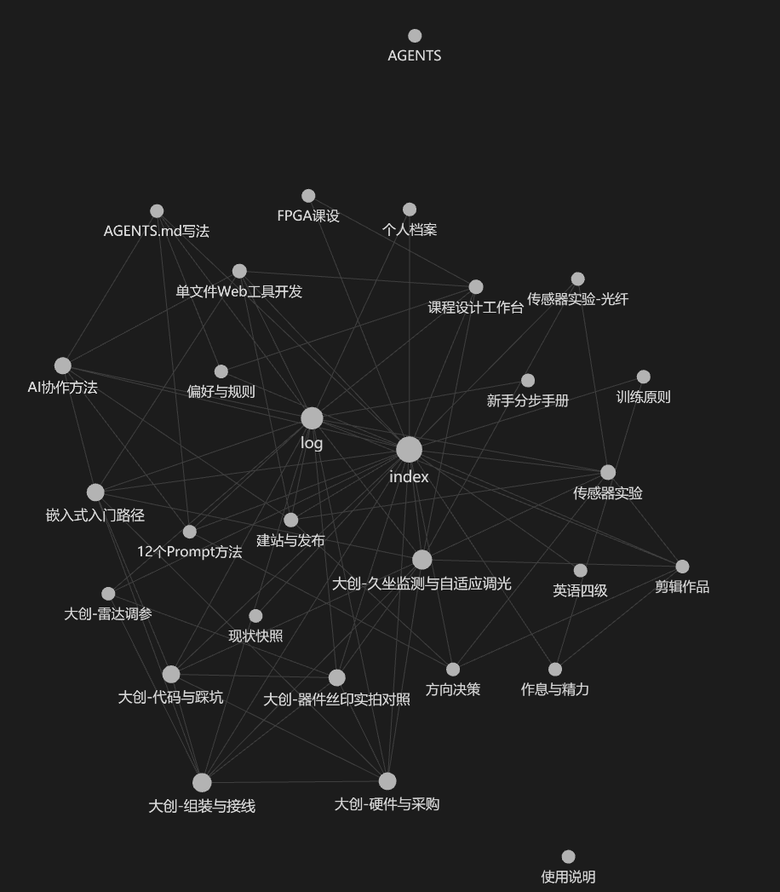 AGENTS
FPGA课设
AGENTS.md写法
个人档案
单文件Web工具开发
传感器实验-光纤
课程设计工作台
AI协作方法
偏好与规则
新手分步手册
训练原则
log
index
传感器实验
嵌入式入门路径
建站与发布
12个Prompt方法
大创-久坐监测与自适应调光
英语四级
剪辑作品
大创-雷达调参
现状快照
大创-代码与踩坑
大创-器件丝印实拍对照
方向决策
作息与精力
大创-组装与接线
大创-硬件与采购
使用说明